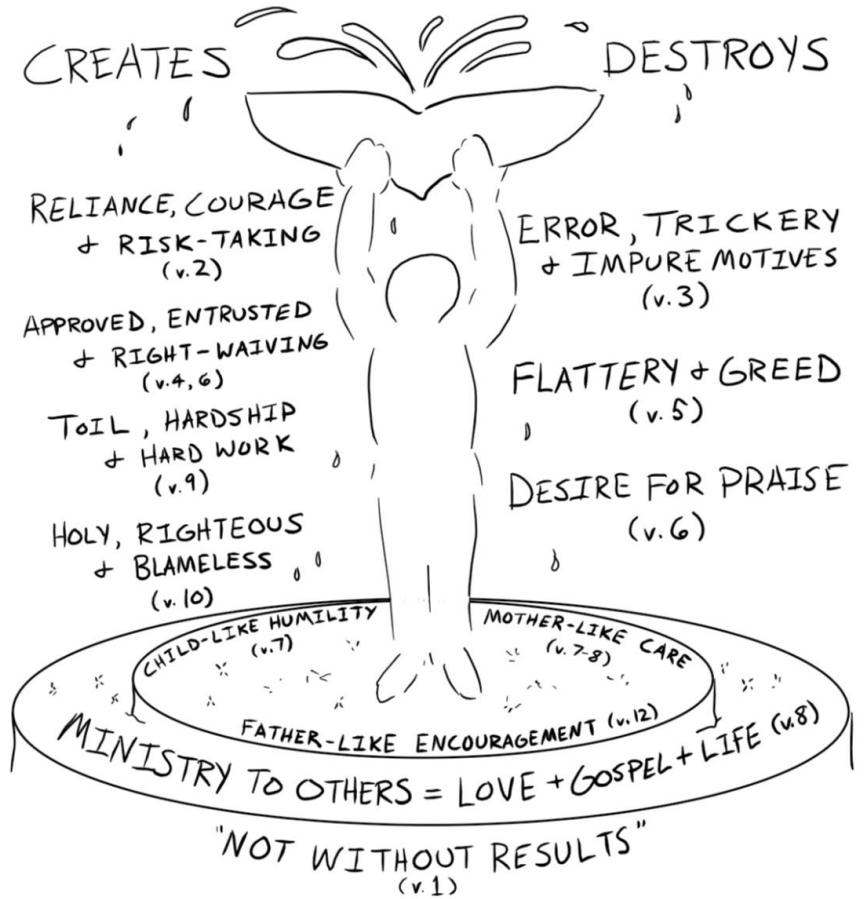 CREATES
RELIANCE, COURAGE
& RISK-TAKING
(v.2)
APPROVED, ENTRUSTED
& RIGHT-WAIVING
(v.4, 6)
TOIL, HARDSHIP
& HARD WORK
(v.9)
HOLY, RIGHTEOUS
& BLAMELESS
(v.10)
DESTROYS
ERROR, TRICKERY
& IMPURE MOTIVES
(v.3)
FLATTERY & GREED
(v.5)
DESIRE FOR PRAISE
(v.6)
CHILD-LIKE HUMILITY
(v.7)
MOTHER-LIKE CARE
(v.7-8)
FATHER-LIKE ENCOURAGEMENT (v.12)
MINISTRY TO OTHERS = LOVE + GOSPEL + LIFE (v.8)
"NOT WITHOUT RESULTS"
(v.1)